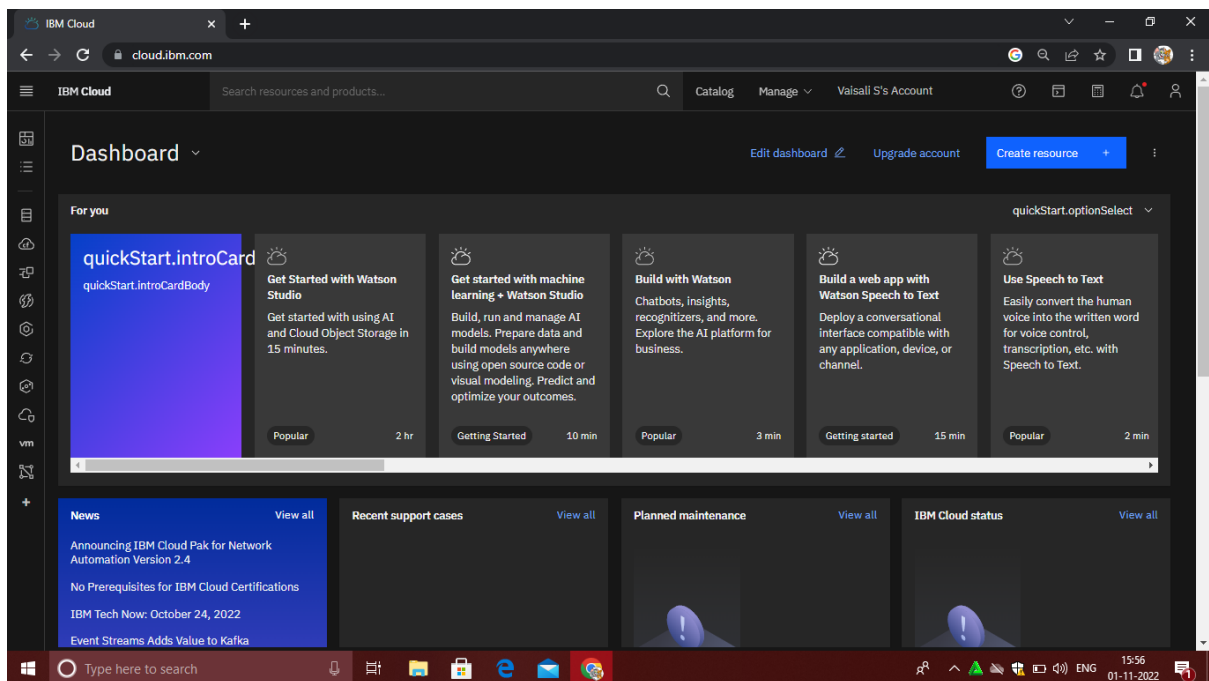 IBM Cloud
cloud.ibm.com
IBM Cloud
Search resources and products...
Catalog
Manage
Vaisali S's Account
Dashboard
Edit dashboard
Upgrade account
Create resource +
For you
quickStart.optionSelect
quickStart.introCard
quickStart.introCardBody
Get Started with Watson
Studio
Get started with using AI
and Cloud Object Storage in
15 minutes.
Popular
2 hr
Get started with machine
learning + Watson Studio
Build, run and manage AI
models. Prepare data and
build models anywhere
using open source code or
visual modeling. Predict and
optimize your outcomes.
Getting Started
10 min
Build with Watson
Chatbots, insights,
recognitizers, and more.
Explore the AI platform for
business.
Popular
3 min
Build a web app with
Watson Speech to Text
Deploy a conversational
interface compatible with
any application, device, or
channel.
Getting started
15 min
Use Speech to Text
Easily convert the human
voice into the written word
for voice control,
transcription, etc. with
Speech to Text.
Popular
2 min
vm
News
View all
Announcing IBM Cloud Pak for Network
Automation Version 2.4
No Prerequisites for IBM Cloud Certifications
IBM Tech Now: October 24, 2022
Event Streams Adds Value to Kafka
Recent support cases
View all
Planned maintenance
View all
IBM Cloud status
View all
Type here to search
ENG
15:56
01-11-2022
1